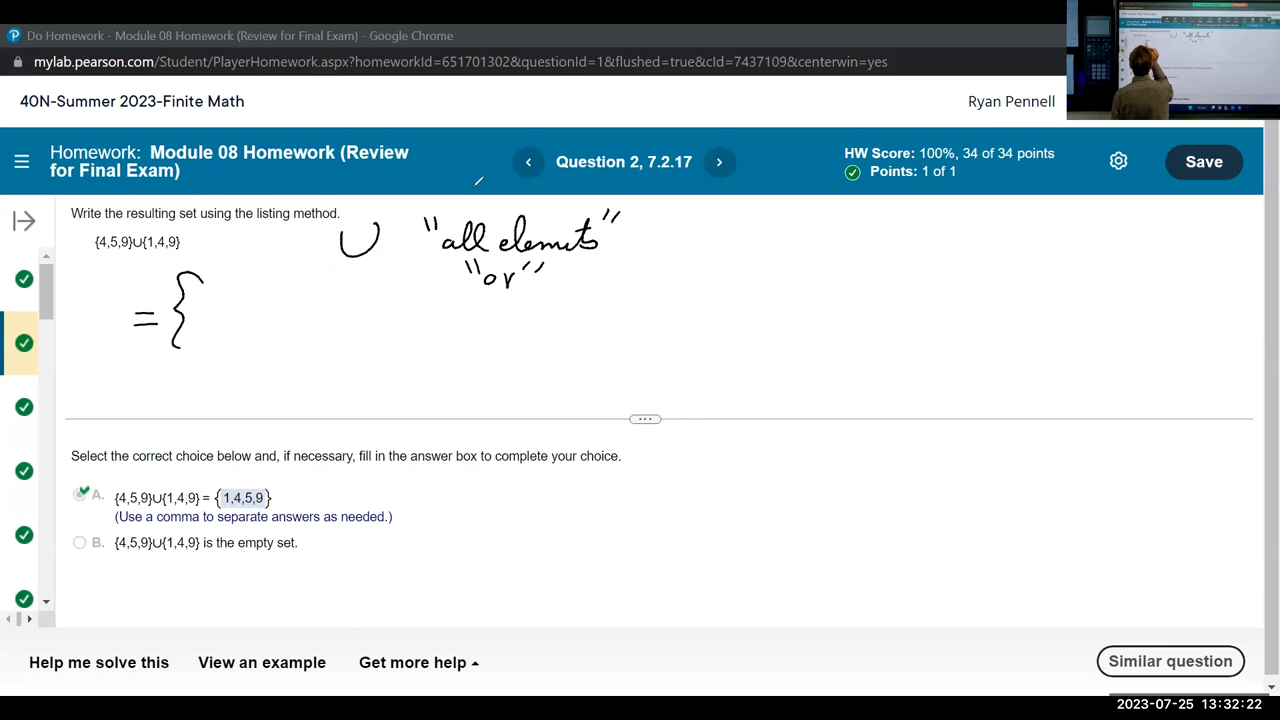 Do Homework - Module 08 Homework (Review for Final Exam) - Google C
mylab.pearson.com/Student/PlayerHomework.aspx?homeworkId=651701302&questionId=1&flushed=true&cId=7437109&centerwin=yes
40N-Summer 2023-Finite Math
Ryan Pennell
Homework: Module 08 Homework (Review for Final Exam)
Question 2, 7.2.17
HW Score: 100%, 34 of 34 points
Points: 1 of 1
Save
Write the resulting set using the listing method.
{4,5,9}∪{1,4,9}
∪ "all elements"
"or"
= {
Select the correct choice below and, if necessary, fill in the answer box to complete your choice.
A. {4,5,9}∪{1,4,9} = {1,4,5,9}
(Use a comma to separate answers as needed.)
B. {4,5,9}∪{1,4,9} is the empty set.
Help me solve this
View an example
Get more help
Similar question
2023-07-25 13:32:22